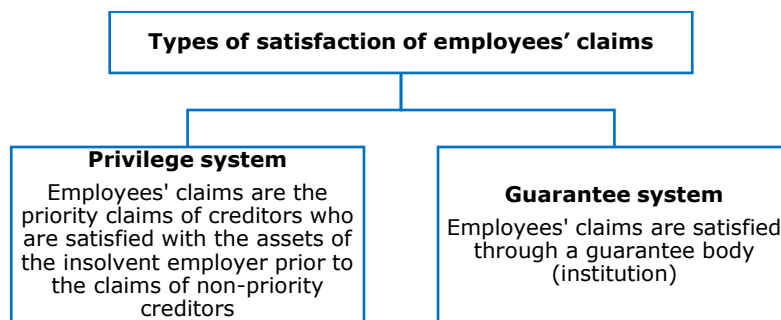 Types of satisfaction of employees’ claims
Privilege system
Employees' claims are the
priority claims of creditors who
are satisfied with the assets of
the insolvent employer prior to
the claims of non-priority
creditors
Guarantee system
Employees' claims are satisfied
through a guarantee body
(institution)